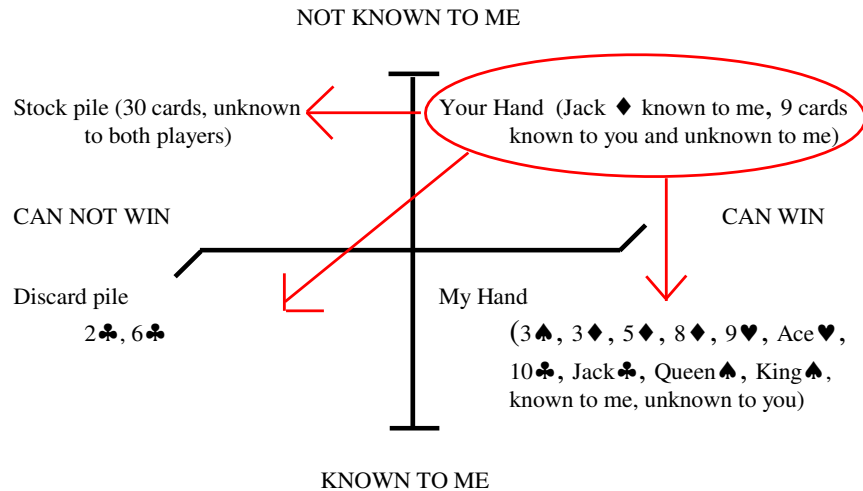 NOT KNOWN TO ME
Stock pile (30 cards, unknown
to both players)
Your Hand (Jack ♦ known to me, 9 cards
known to you and unknown to me)
CAN NOT WIN
CAN WIN
Discard pile
2♣, 6♣
My Hand
(3♠, 3♦, 5♦, 8♦, 9♥, Ace♥,
10♣, Jack♣, Queen♠, King♠,
known to me, unknown to you)
KNOWN TO ME